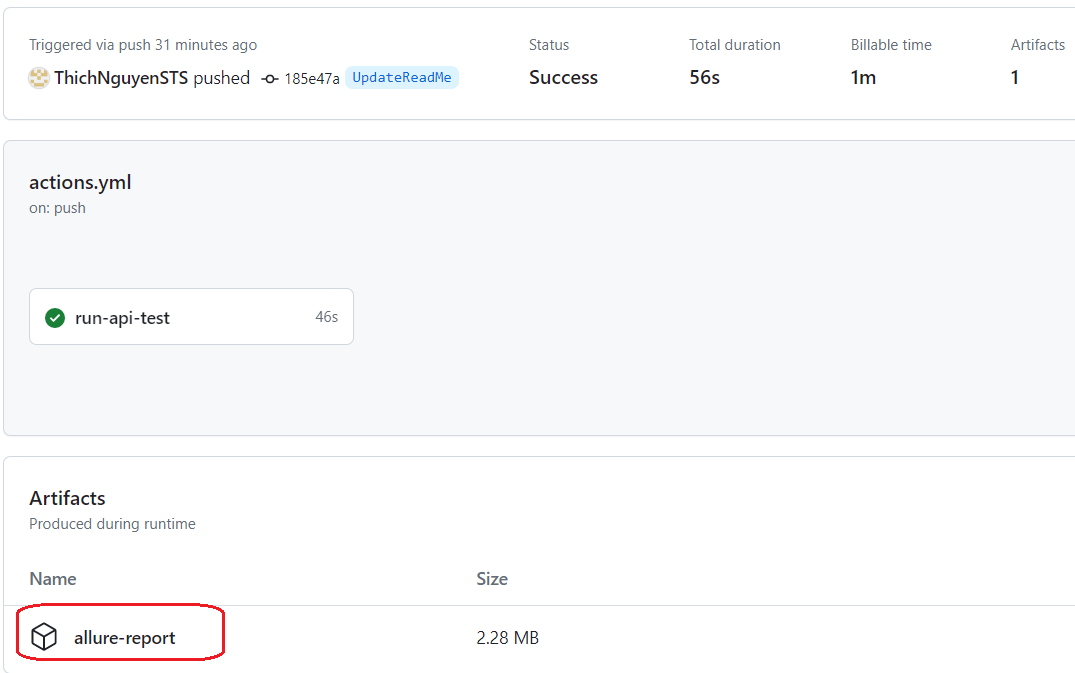 Triggered via push 31 minutes ago
ThichNguyenSTS pushed 185e47a UpdateReadMe
Status
Success
Total duration
56s
Billable time
1m
Artifacts
1
actions.yml
on: push
run-api-test 46s
Artifacts
Produced during runtime
Name Size
allure-report 2.28 MB